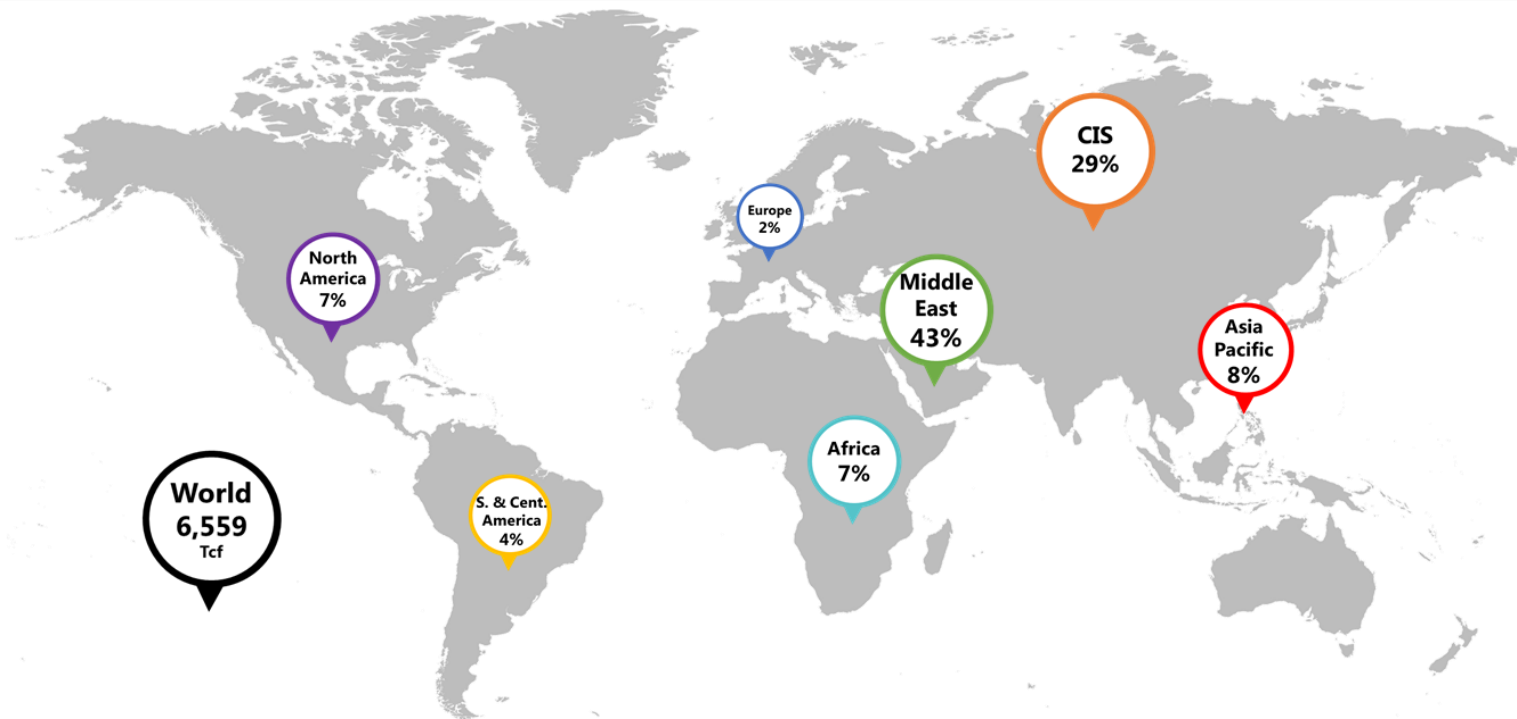 CIS
29%
Europe
2%
North
America
7%
Middle
East
43%
Asia
Pacific
8%
Africa
7%
World
6,559
Tcf
S. & Cent.
America
4%